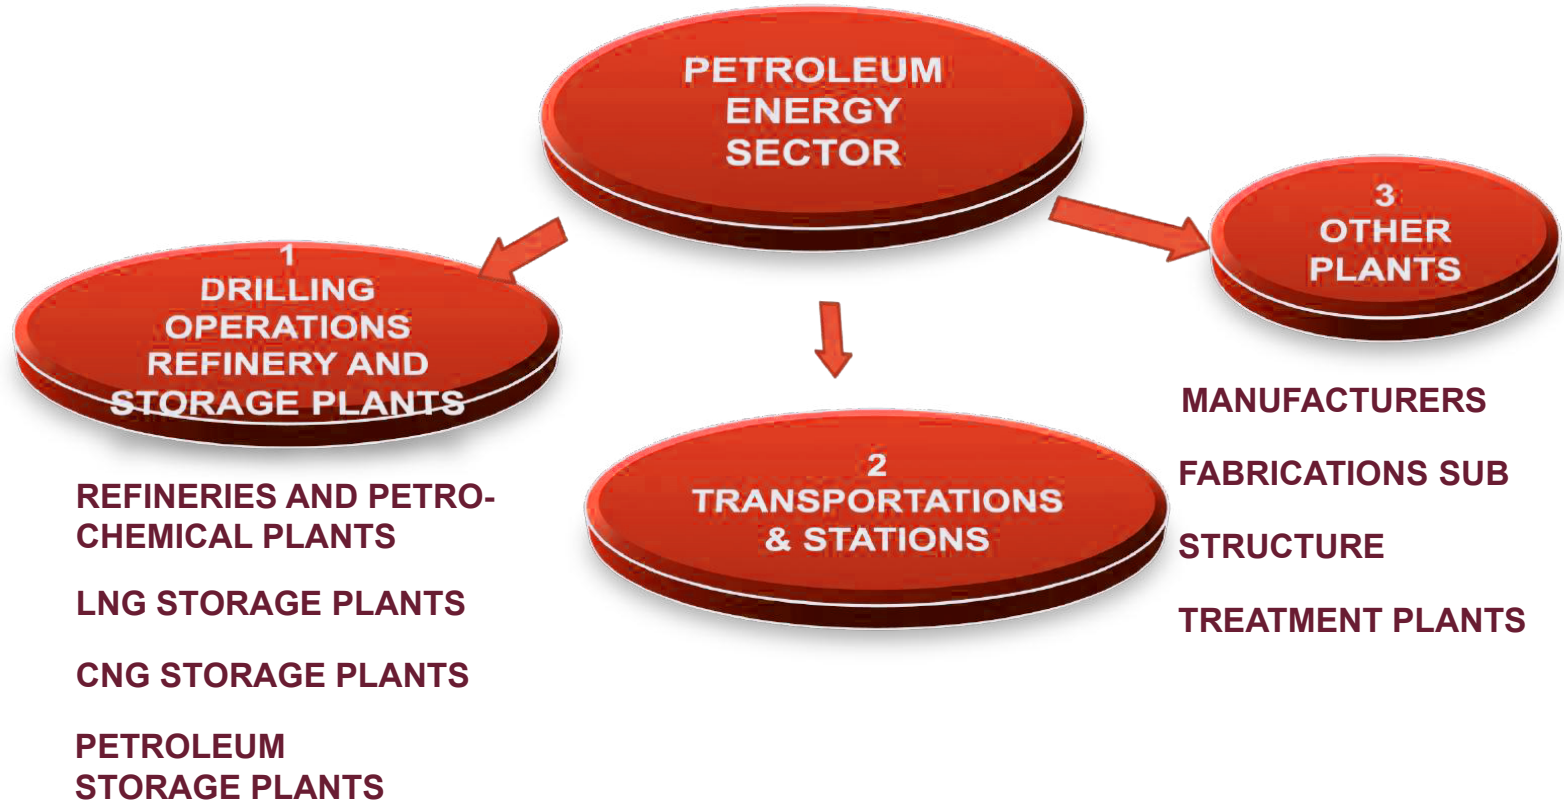 PETROLEUM
ENERGY
SECTOR
1
DRILLING
OPERATIONS
REFINERY AND
STORAGE PLANTS
REFINERIES AND PETRO-
CHEMICAL PLANTS
LNG STORAGE PLANTS
CNG STORAGE PLANTS
PETROLEUM
STORAGE PLANTS
2
TRANSPORTATIONS
& STATIONS
3
OTHER
PLANTS
MANUFACTURERS
FABRICATIONS SUB
STRUCTURE
TREATMENT PLANTS